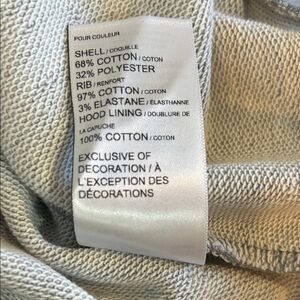 POUR COULEUR
SHELL / COQUILLE
68% COTTON / COTON
32% POLYESTER
RIB / RENFORT
97% COTTON / COTON
3% ELASTANE / ÉLASTHANNE
HOOD LINING / DOUBLURE DE
LA CAPUCHE
100% COTTON / COTON
EXCLUSIVE OF
DECORATION / À
L'EXCEPTION DES
DÉCORATIONS